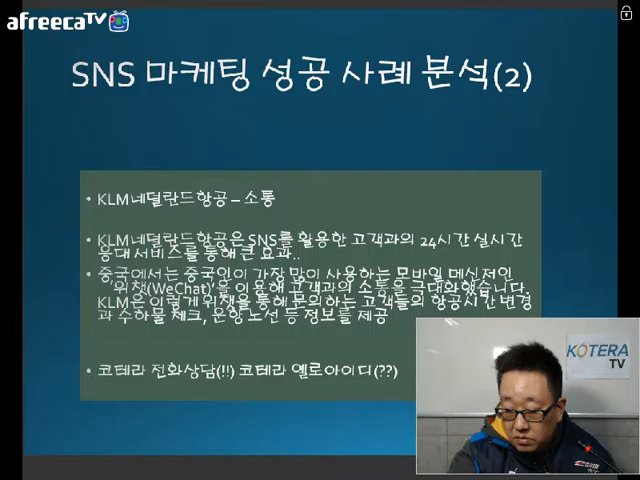 afreecaTV
SNS 마케팅 성공 사례 분석(2)
• KLM네덜란드항공 – 소통
• KLM네덜란드항공은 SNS를 활용한 고객과의 24시간 실시간
응대 서비스를 통해 큰 효과..
• 중국에서는 중국인이 가장 많이 사용하는 모바일 메신저인
'위챗(WeChat)'을 이용해 고객과의 소통을 극대화했습니다.
KLM은 이렇게 위챗을 통해 문의하는 고객들의 항공시간 변경
과 수하물 체크, 운항 노선 등 정보를 제공
• 코테라 전화상담(!!) 코테라 옐로아이디(??)
KOTERA
TV